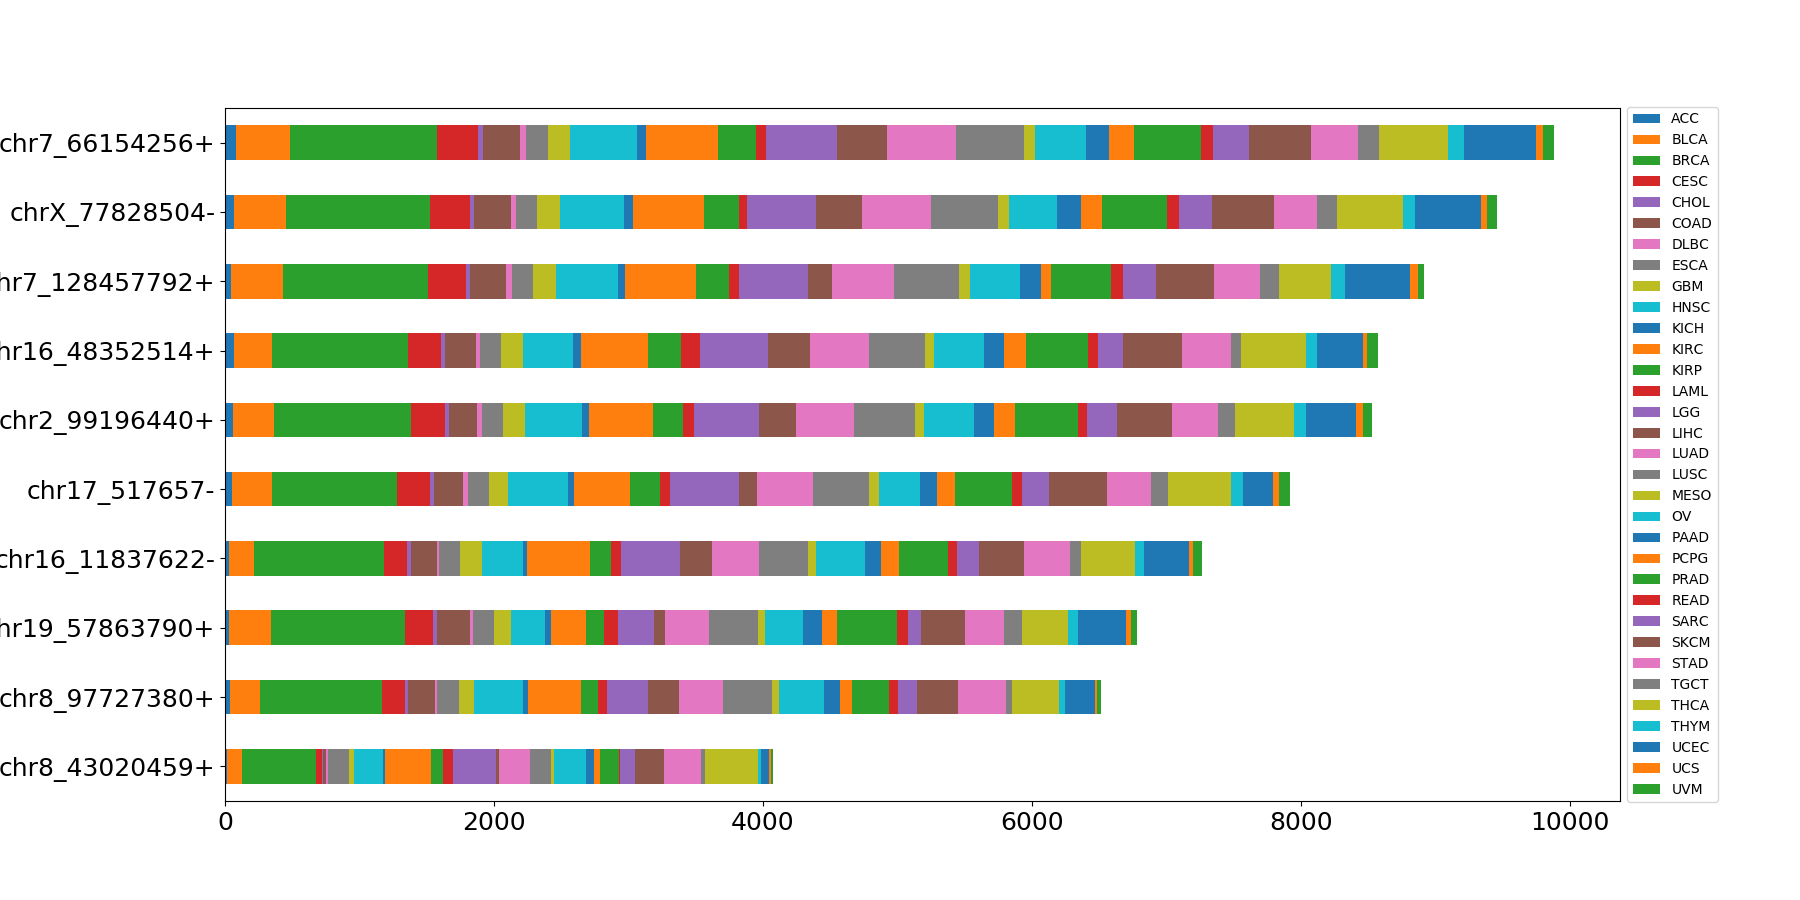 chr7_66154256+
chrX_77828504-
hr7_128457792+
hr16_48352514+
chr2_99196440+
chr17_517657-
chr16_11837622-
hr19_57863790+
chr8_97727380+
chr8_43020459+
0
2000
4000
6000
8000
10000
ACC
BLCA
BRCA
CESC
CHOL
COAD
DLBC
ESCA
GBM
HNSC
KICH
KIRC
KIRP
LAML
LGG
LIHC
LUAD
LUSC
MESO
OV
PAAD
PCPG
PRAD
READ
SARC
SKCM
STAD
TGCT
THCA
THYM
UCEC
UCS
UVM